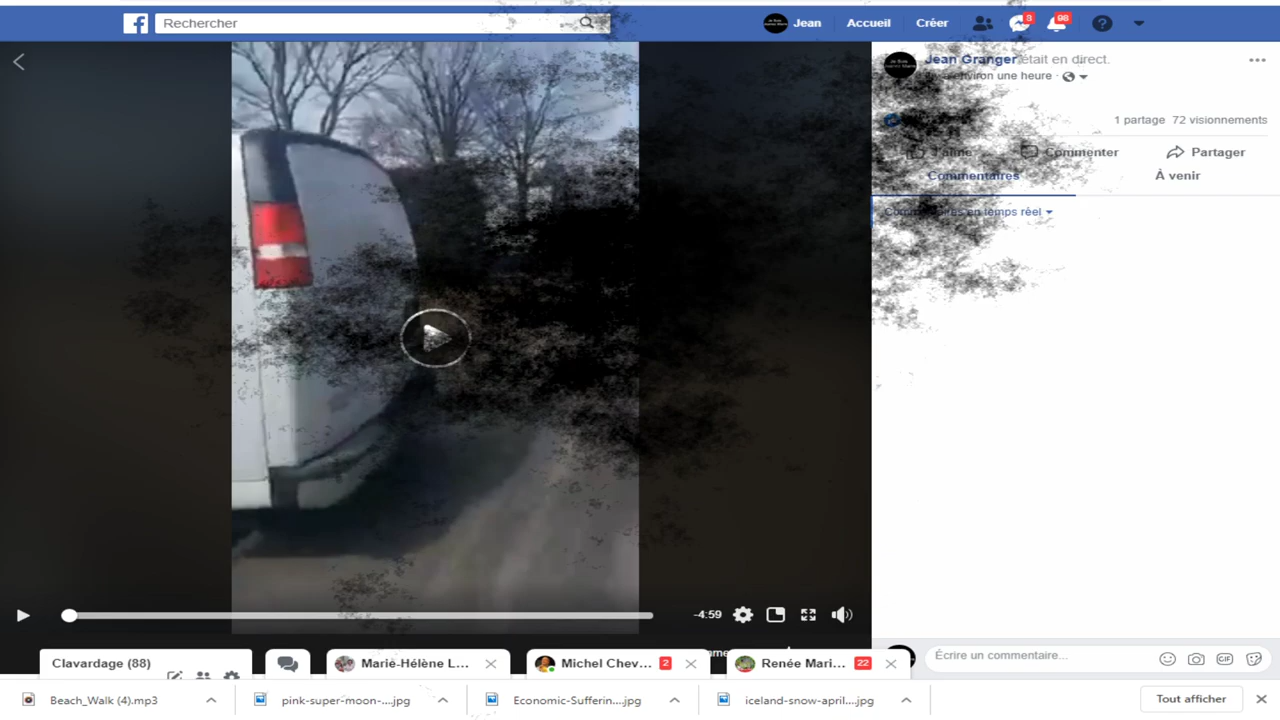 Rechercher
Jean Accueil Créer 3 98
Jean Granger était en direct.
environ une heure
1 partage 72 visionnements
J'aime Commenter Partager
Commentaires À venir
Commentaires en temps réel
-4:59
Écrire un commentaire...
GIF
Clavardage (88)
Marie-Hélène L...
Michel Chev... 2
Renée Mari... 22
Beach_Walk (4).mp3
pink-super-moon-....jpg
Economic-Sufferin....jpg
iceland-snow-april....jpg
Tout afficher